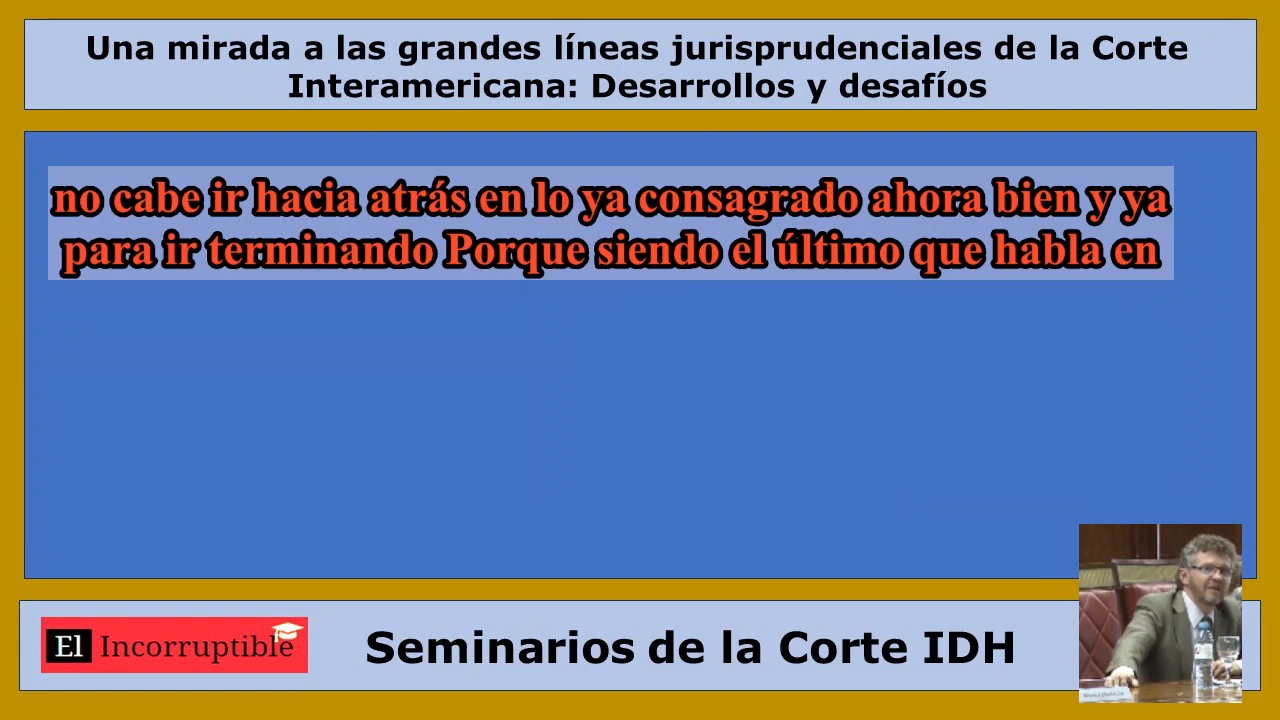 Una mirada a las grandes líneas jurisprudenciales de la Corte
Interamericana: Desarrollos y desafíos
no cabe ir hacia atrás en lo ya consagrado ahora bien y ya
para ir terminando Porque siendo el último que habla en
El Incorruptible
Seminarios de la Corte IDH